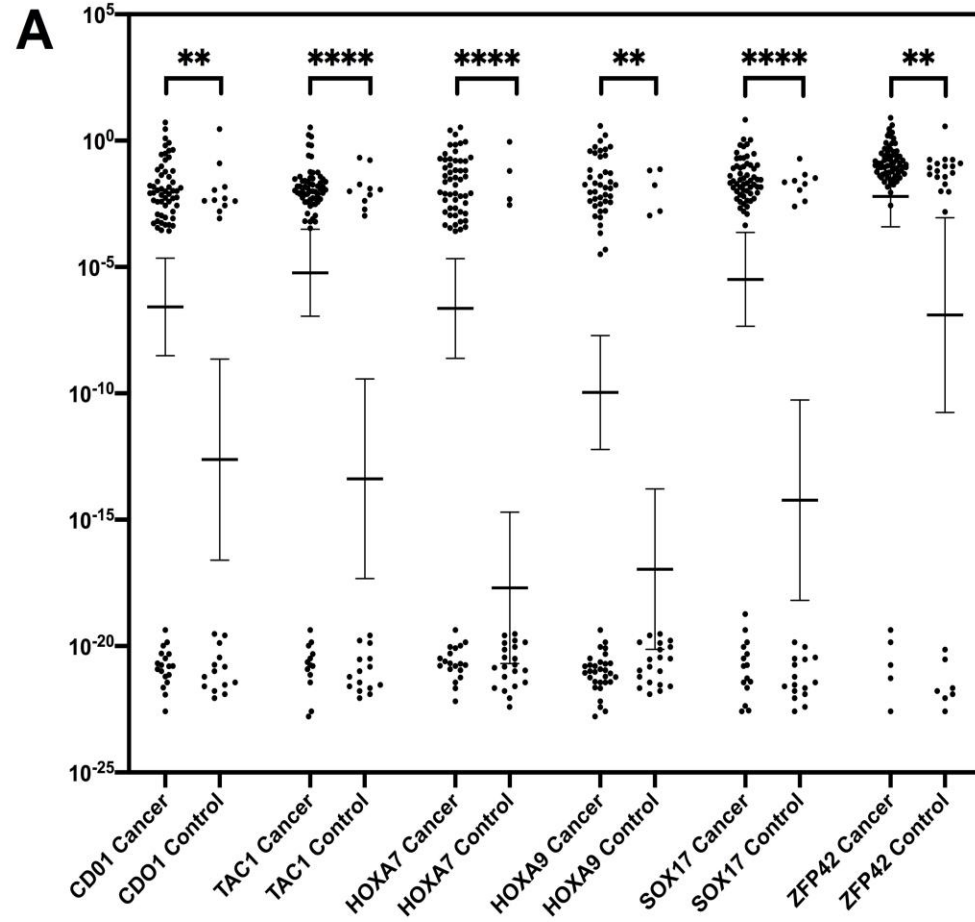 A
10^5
10^0
10^-5
10^-10
10^-15
10^-20
10^-25
** **** **** ** **** **
CD01 Cancer
CDO1 Control
TAC1 Cancer
TAC1 Control
HOXA7 Cancer
HOXA7 Control
HOXA9 Cancer
HOXA9 Control
SOX17 Cancer
SOX17 Control
ZFP42 Cancer
ZFP42 Control